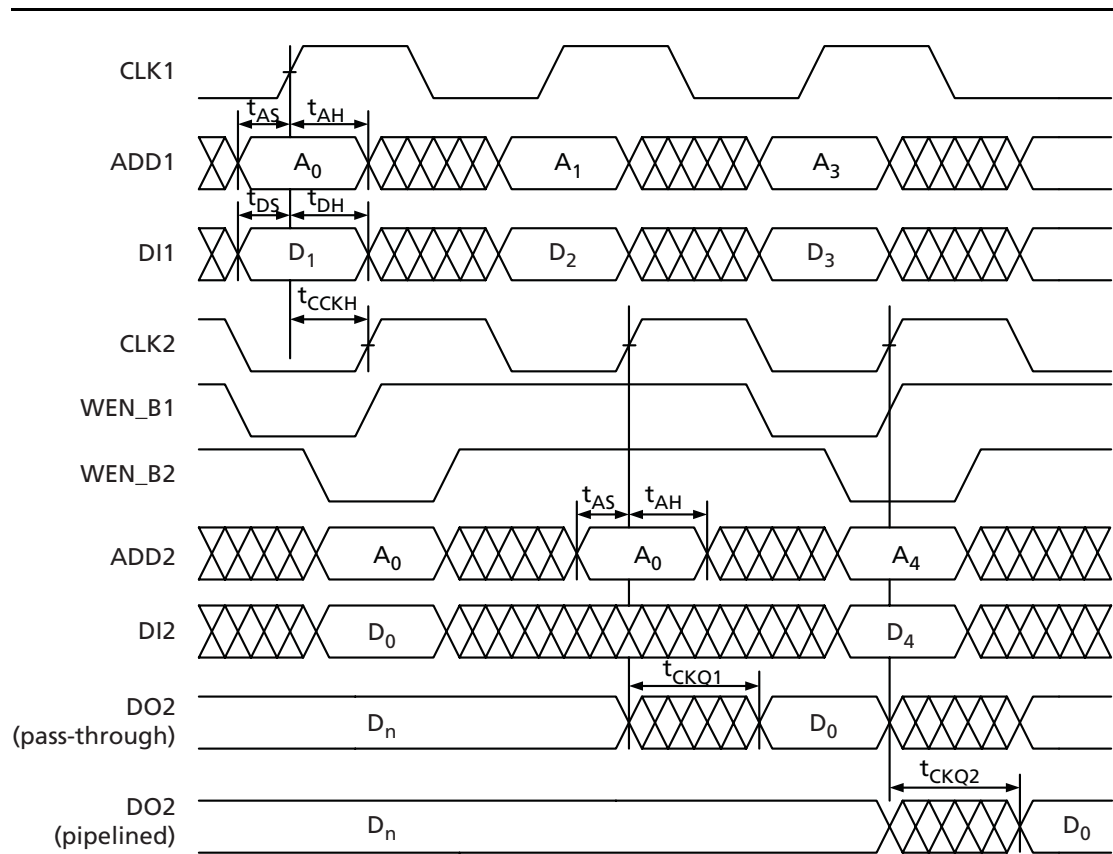 CLK1
tAS tAH
ADD1 A0 A1 A3
tDS tDH
DI1 D1 D2 D3
tCCKH
CLK2
WEN_B1
WEN_B2
tAS tAH
ADD2 A0 A0 A4
DI2 D0 D4
tCKQ1
DO2
(pass-through) Dn D0
tCKQ2
DO2
(pipelined) Dn D0